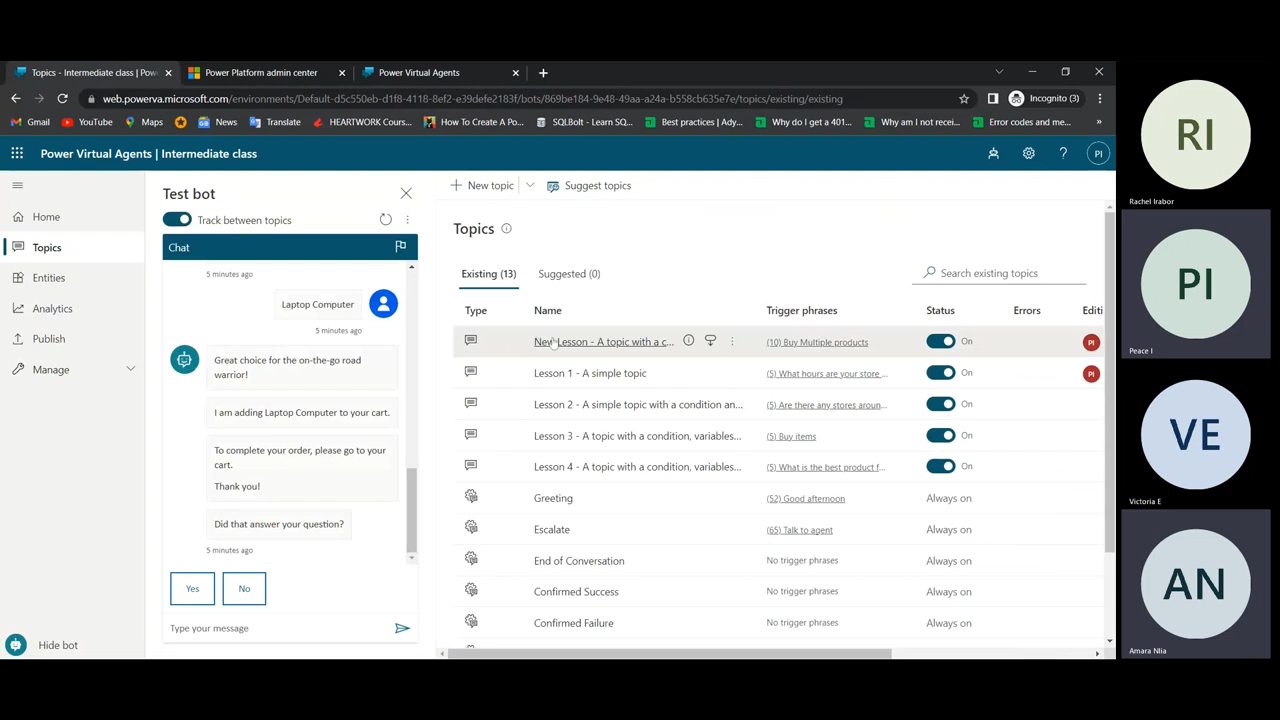 Topics - Intermediate class | Pow
Power Platform admin center
Power Virtual Agents
web.powerva.microsoft.com/environments/Default-d5c550eb-d1f8-4118-8ef2-e39defe2183f/bots/869be184-9e48-49aa-a24a-b558cb635e7e/topics/existing/existing
Incognito (3)
Gmail
YouTube
Maps
News
Translate
HEARTWORK Cours...
How To Create A Po...
SQLBolt - Learn SQ...
Best practices | Ady...
Why do I get a 401...
Why am I not recei...
Error codes and me...
Power Virtual Agents | Intermediate class
PI
Home
Topics
Entities
Analytics
Publish
Manage
Hide bot
Test bot
Track between topics
Chat
5 minutes ago
Laptop Computer
5 minutes ago
Great choice for the on-the-go road
warrior!
I am adding Laptop Computer to your cart.
To complete your order, please go to your
cart.
Thank you!
Did that answer your question?
5 minutes ago
Yes
No
Type your message
New topic
Suggest topics
Topics
Existing (13)
Suggested (0)
Search existing topics
Type Name Trigger phrases Status Errors Editi
New Lesson - A topic with a c... (10) Buy Multiple products On PI
Lesson 1 - A simple topic (5) What hours are your store ... On PI
Lesson 2 - A simple topic with a condition an... (5) Are there any stores aroun... On
Lesson 3 - A topic with a condition, variables... (5) Buy items On
Lesson 4 - A topic with a condition, variables... (5) What is the best product f... On
Greeting (52) Good afternoon Always on
Escalate (65) Talk to agent Always on
End of Conversation No trigger phrases Always on
Confirmed Success No trigger phrases Always on
Confirmed Failure No trigger phrases Always on
RI
Rachel Irabor
PI
Peace I
VE
Victoria E
AN
Amara Nlia